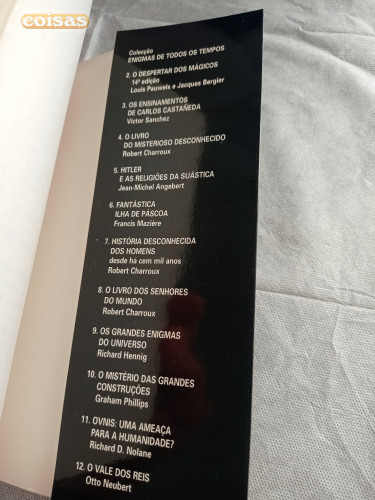 coisas
Colecção
ENIGMAS DE TODOS OS TEMPOS
2. O DESPERTAR DOS MÁGICOS
14ª edição
Louis Pauwels e Jacques Bergier
3. OS ENSINAMENTOS
DE CARLOS CASTAÑEDA
Victor Sanchez
4. O LIVRO
DO MISTERIOSO DESCONHECIDO
Robert Charroux
5. HITLER
E AS RELIGIÕES DA SUÁSTICA
Jean-Michel Angebert
6. FANTÁSTICA
ILHA DE PÁSCOA
Francis Mazière
7. HISTÓRIA DESCONHECIDA
DOS HOMENS
desde há cem mil anos
Robert Charroux
8. O LIVRO DOS SENHORES
DO MUNDO
Robert Charroux
9. OS GRANDES ENIGMAS
DO UNIVERSO
Richard Hennig
10. O MISTÉRIO DAS GRANDES
CONSTRUÇÕES
Graham Phillips
11. OVNIS: UMA AMEAÇA
PARA A HUMANIDADE?
Richard D. Nolane
12. O VALE DOS REIS
Otto Neubert